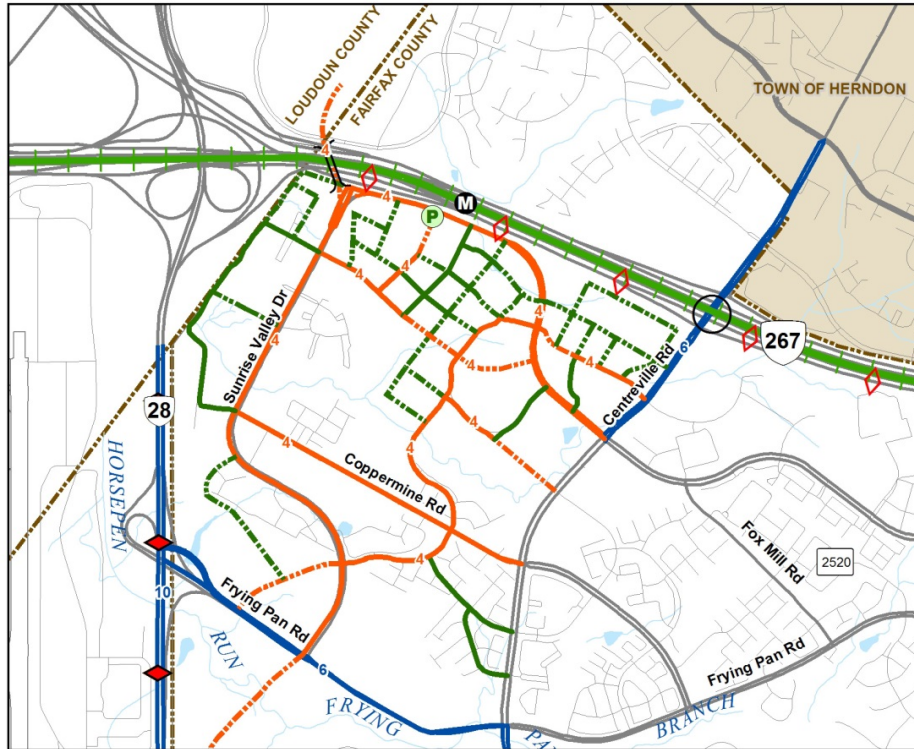 LOUDOUN COUNTY
FAIRFAX COUNTY
TOWN OF HERNDON
4
4
M
P
4
4
4
267
6
Centreville Rd
4
4
Sunrise Valley Dr
4
28
4
4
4
HORSEPEN
Coppermine Rd
Fox Mill Rd
2520
4
10
Frying Pan Rd
RUN
6
Frying Pan Rd
FRYING
BRANCH
PAN